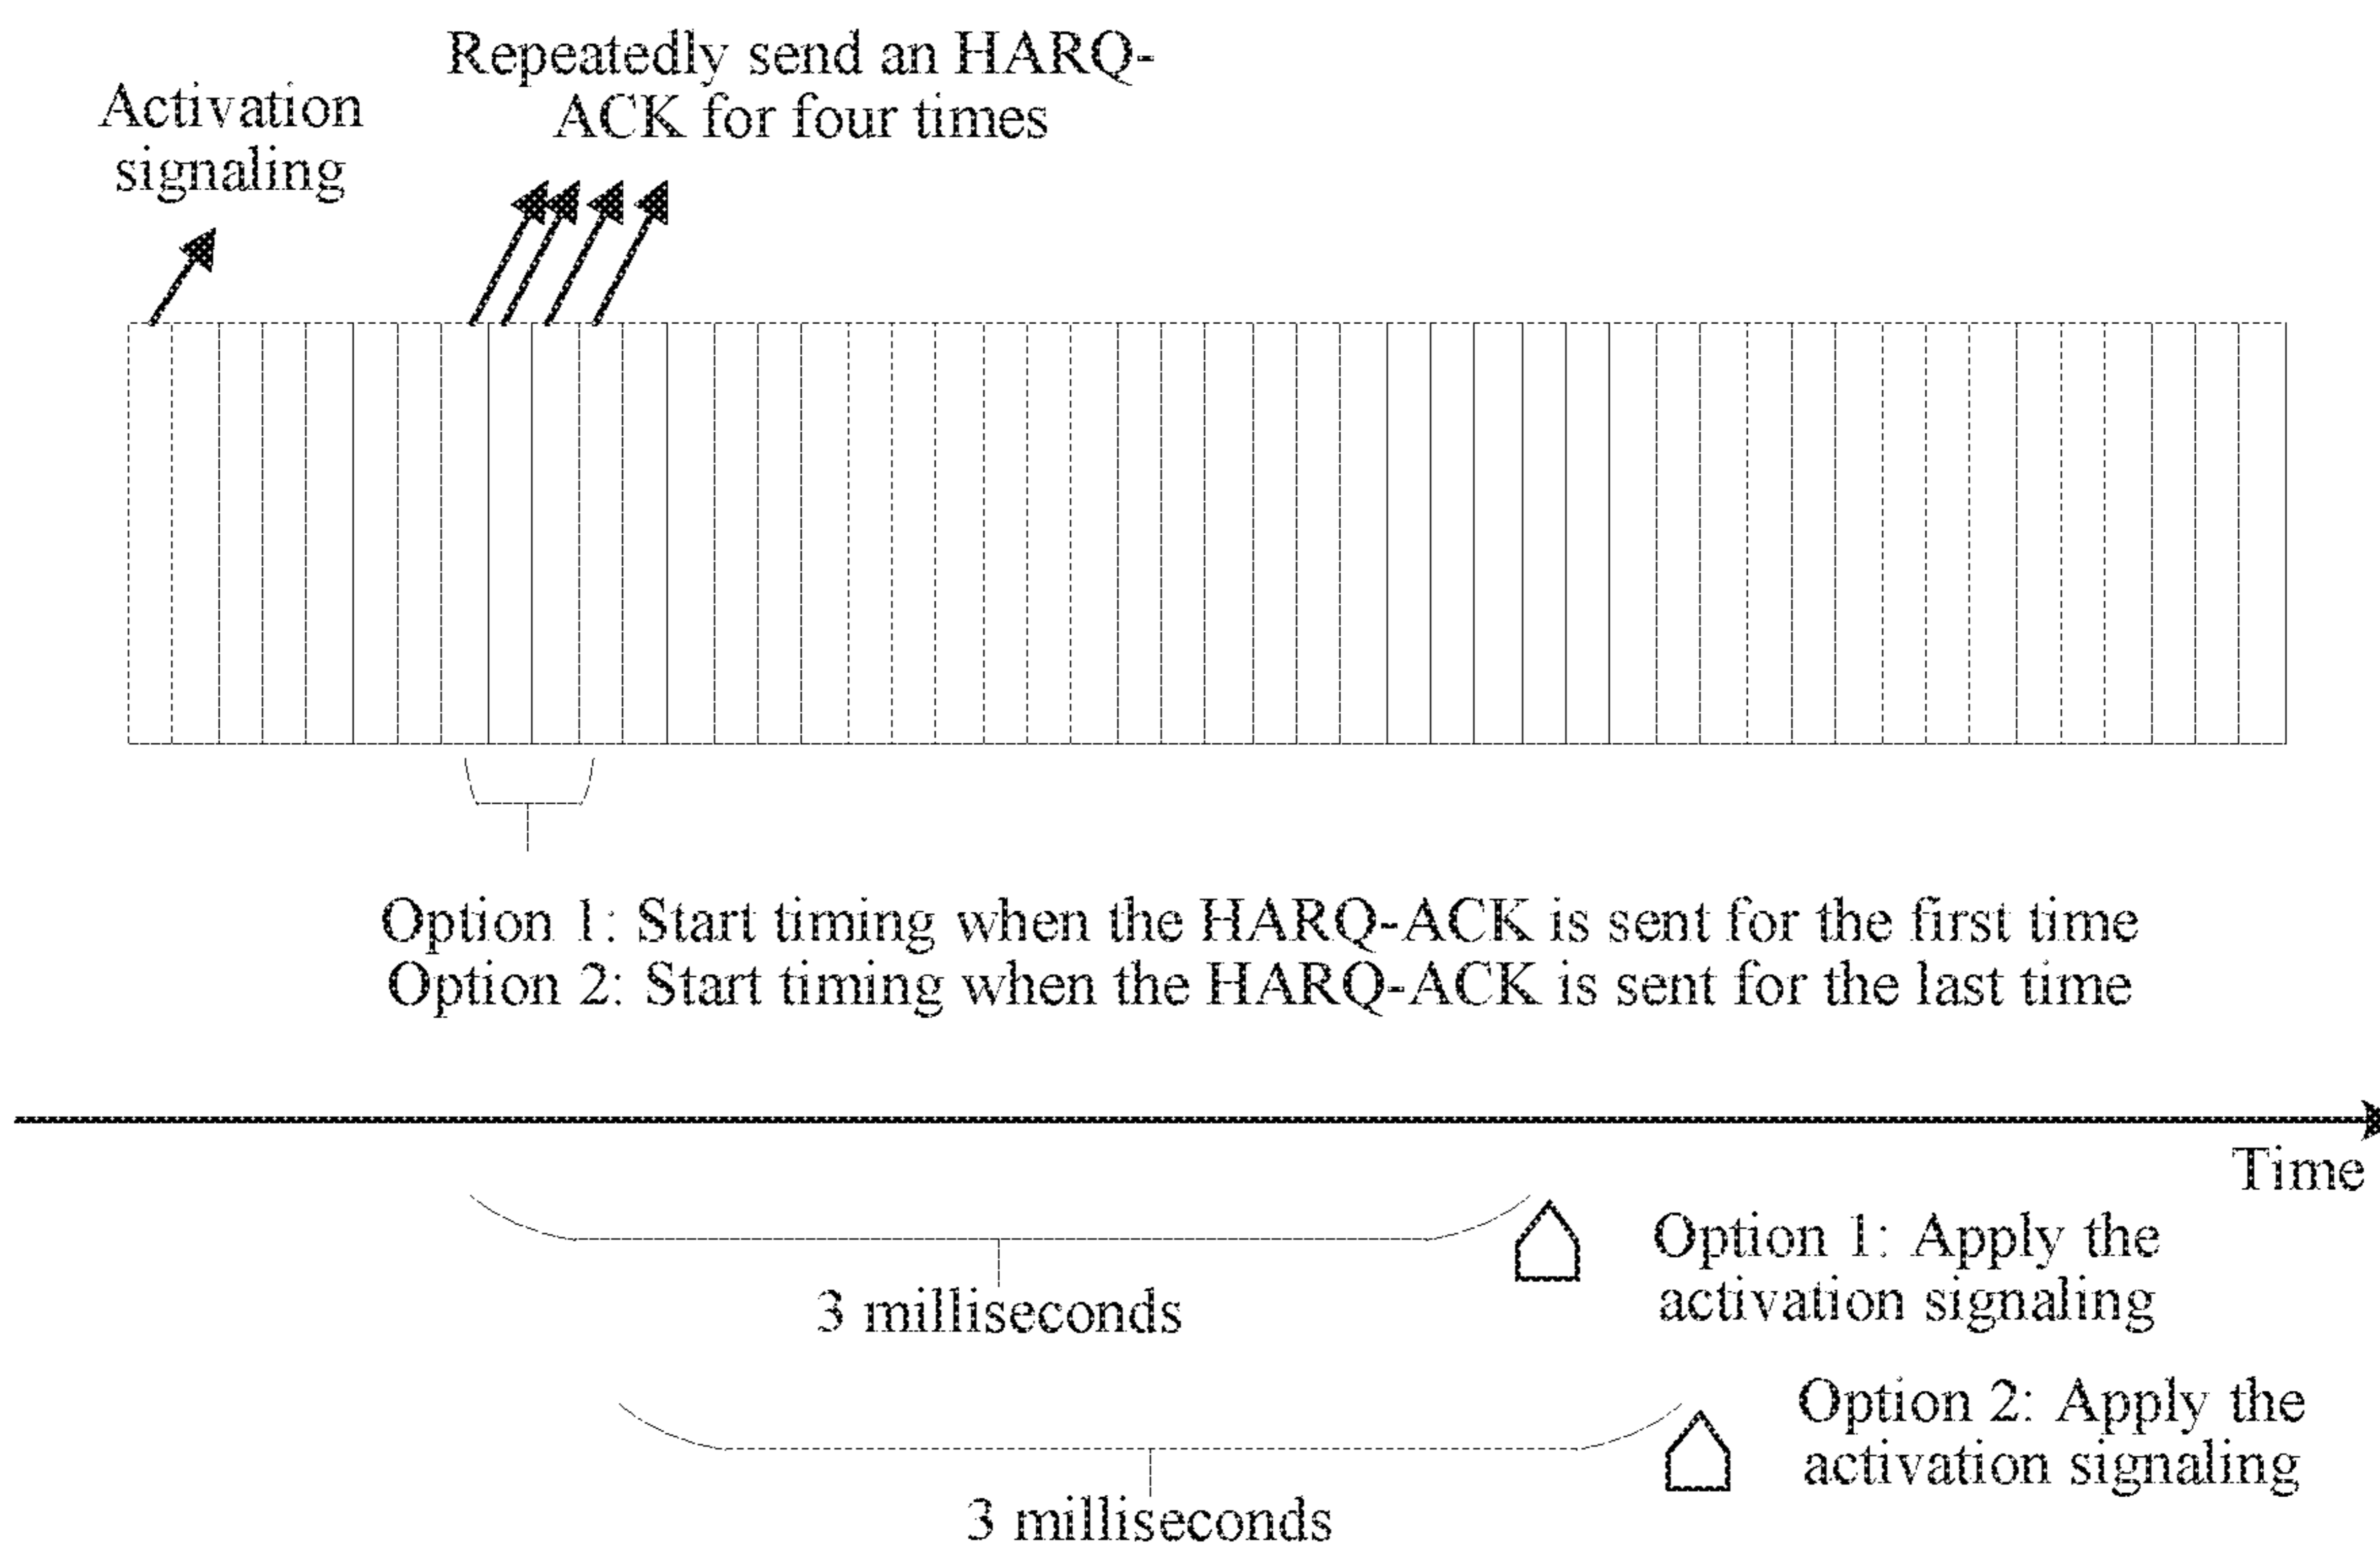 Activation
signaling
Repeatedly send an HARQ-
ACK for four times
Option 1: Start timing when the HARQ-ACK is sent for the first time
Option 2: Start timing when the HARQ-ACK is sent for the last time
Time
3 milliseconds
Option 1: Apply the
activation signaling
3 milliseconds
Option 2: Apply the
activation signaling